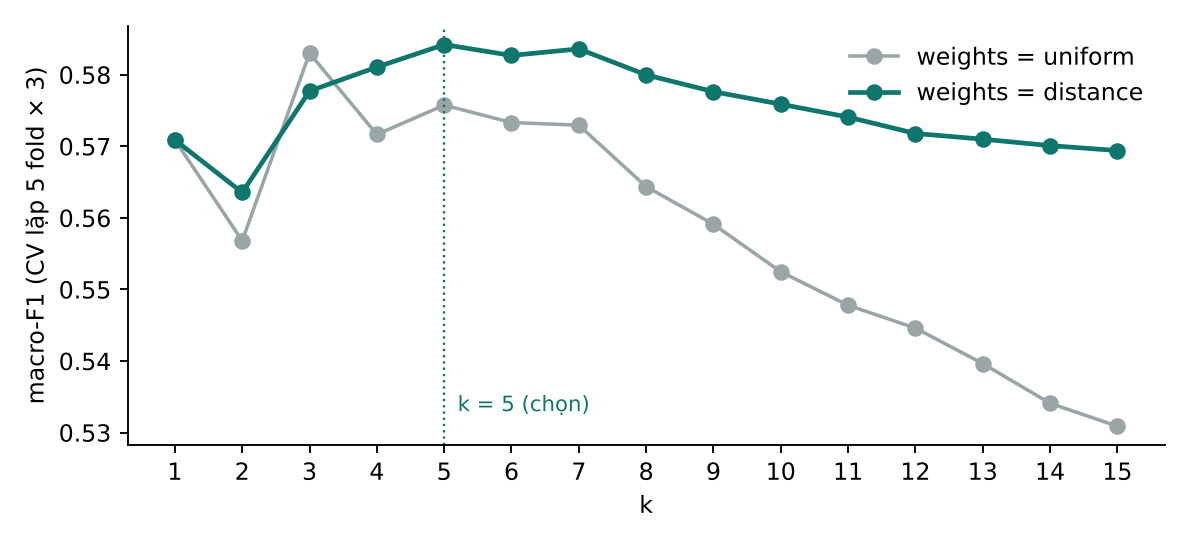 macro-F1 (CV lặp 5 fold × 3)
0.58
0.57
0.56
0.55
0.54
0.53
weights = uniform
weights = distance
k = 5 (chọn)
1 2 3 4 5 6 7 8 9 10 11 12 13 14 15
k